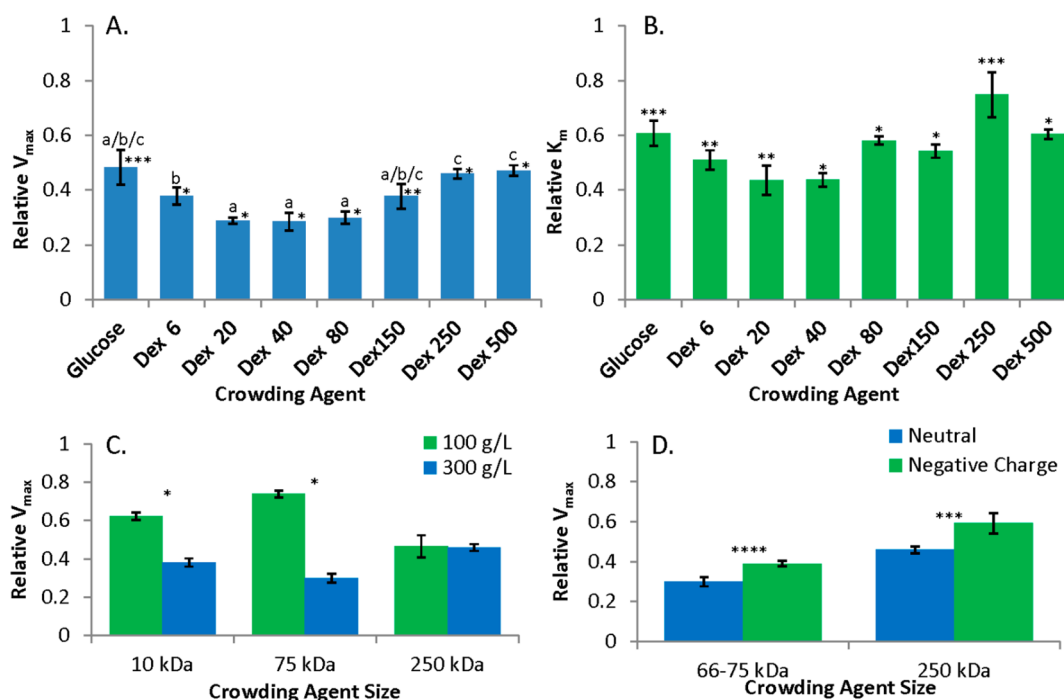 A.
Relative Vmax
1
0.8
0.6
0.4
0.2
0
a/b/c
***
b
*
a
*
a
*
a
*
a/b/c
**
c
*
c
*
Glucose
Dex 6
Dex 20
Dex 40
Dex 80
Dex150
Dex 250
Dex 500
Crowding Agent
B.
Relative Km
1
0.8
0.6
0.4
0.2
0
***
**
**
*
*
*
***
*
Glucose
Dex 6
Dex 20
Dex 40
Dex 80
Dex150
Dex 250
Dex 500
Crowding Agent
C.
100 g/L
300 g/L
Relative Vmax
1
0.8
0.6
0.4
0.2
0
*
*
10 kDa
75 kDa
250 kDa
Crowding Agent Size
D.
Neutral
Negative Charge
Relative Vmax
1
0.8
0.6
0.4
0.2
0
****
***
66-75 kDa
250 kDa
Crowding Agent Size